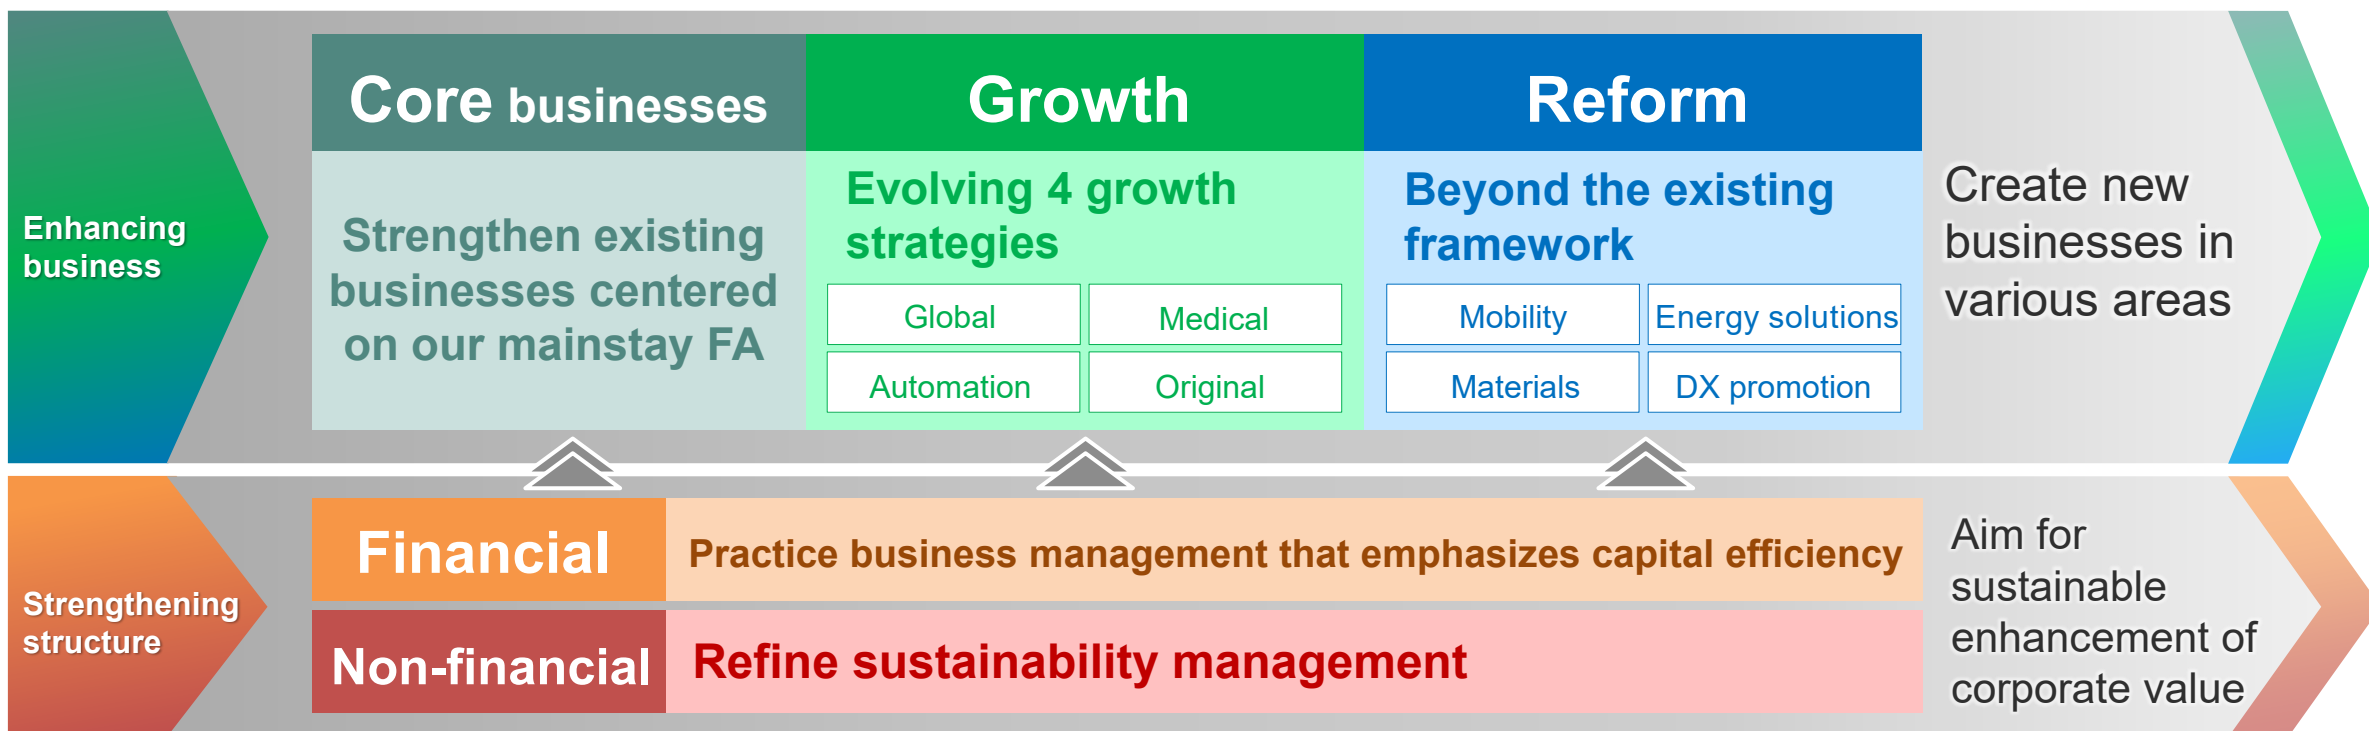 Enhancing
business
Core businesses
Strengthen existing
businesses centered
on our mainstay FA
Growth
Evolving 4 growth
strategies
Global
Medical
Automation
Original
Reform
Beyond the existing
framework
Mobility
Energy solutions
Materials
DX promotion
Create new
businesses in
various areas
Strengthening
structure
Financial
Practice business management that emphasizes capital efficiency
Non-financial
Refine sustainability management
Aim for
sustainable
enhancement of
corporate value